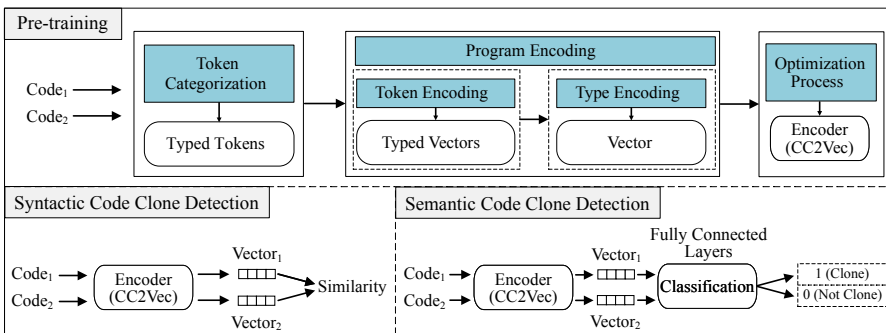 Pre-training
Code1
Code2
Token
Categorization
Typed Tokens
Program Encoding
Token Encoding
Typed Vectors
Type Encoding
Vector
Optimization
Process
Encoder
(CC2Vec)
Syntactic Code Clone Detection
Code1
Code2
Encoder
(CC2Vec)
Vector1
Vector2
Similarity
Semantic Code Clone Detection
Code1
Code2
Encoder
(CC2Vec)
Vector1
Vector2
Fully Connected
Layers
Classification
1 (Clone)
0 (Not Clone)